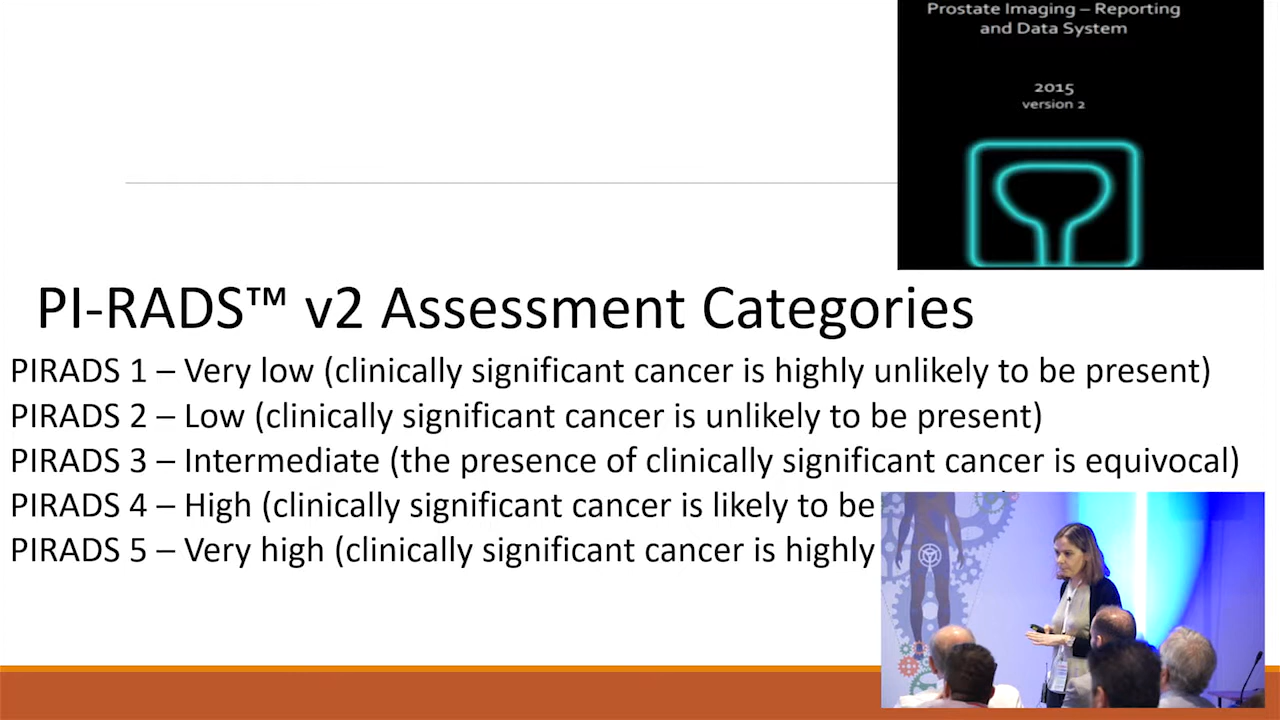 Prostate Imaging – Reporting
and Data System
2015
version 2
PI-RADS™ v2 Assessment Categories
PIRADS 1 – Very low (clinically significant cancer is highly unlikely to be present)
PIRADS 2 – Low (clinically significant cancer is unlikely to be present)
PIRADS 3 – Intermediate (the presence of clinically significant cancer is equivocal)
PIRADS 4 – High (clinically significant cancer is likely to be
PIRADS 5 – Very high (clinically significant cancer is highly